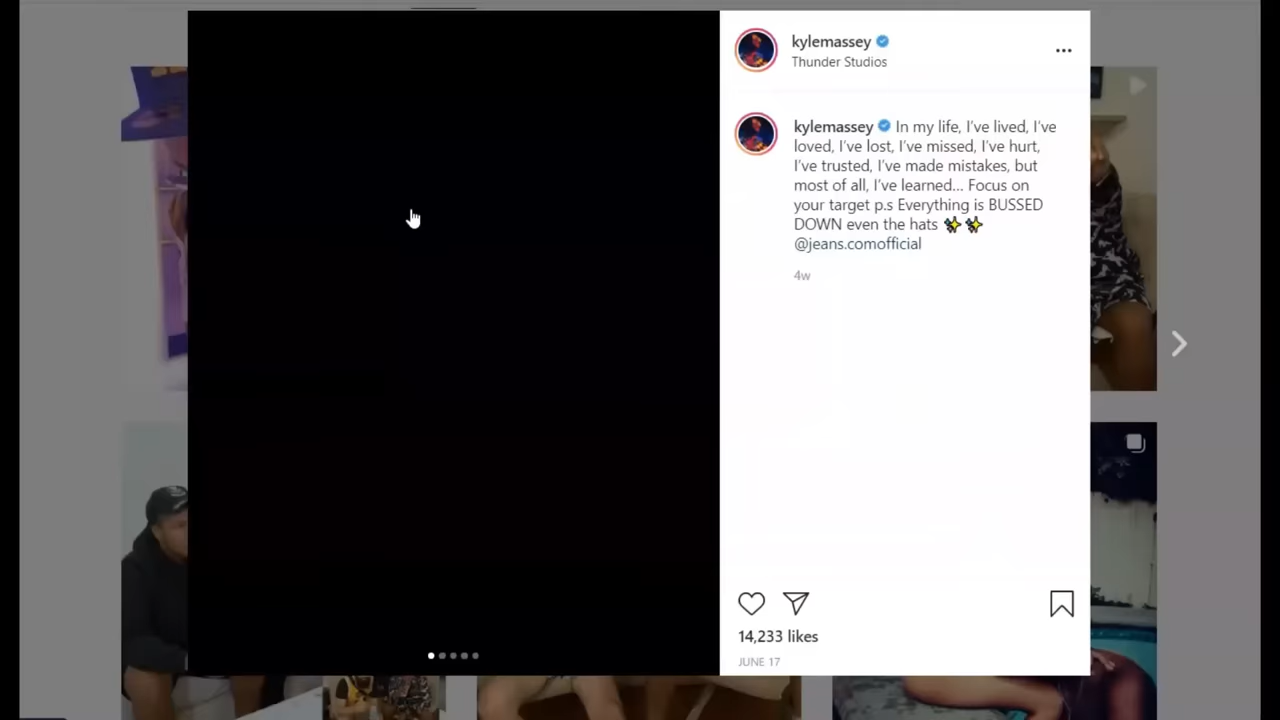 kylemassey
Thunder Studios
kylemassey In my life, I've lived, I've
loved, I've lost, I've missed, I've hurt,
I've trusted, I've made mistakes, but
most of all, I've learned... Focus on
your target p.s Everything is BUSSED
DOWN even the hats ✨✨
@jeans.comofficial
4w
14,233 likes
JUNE 17